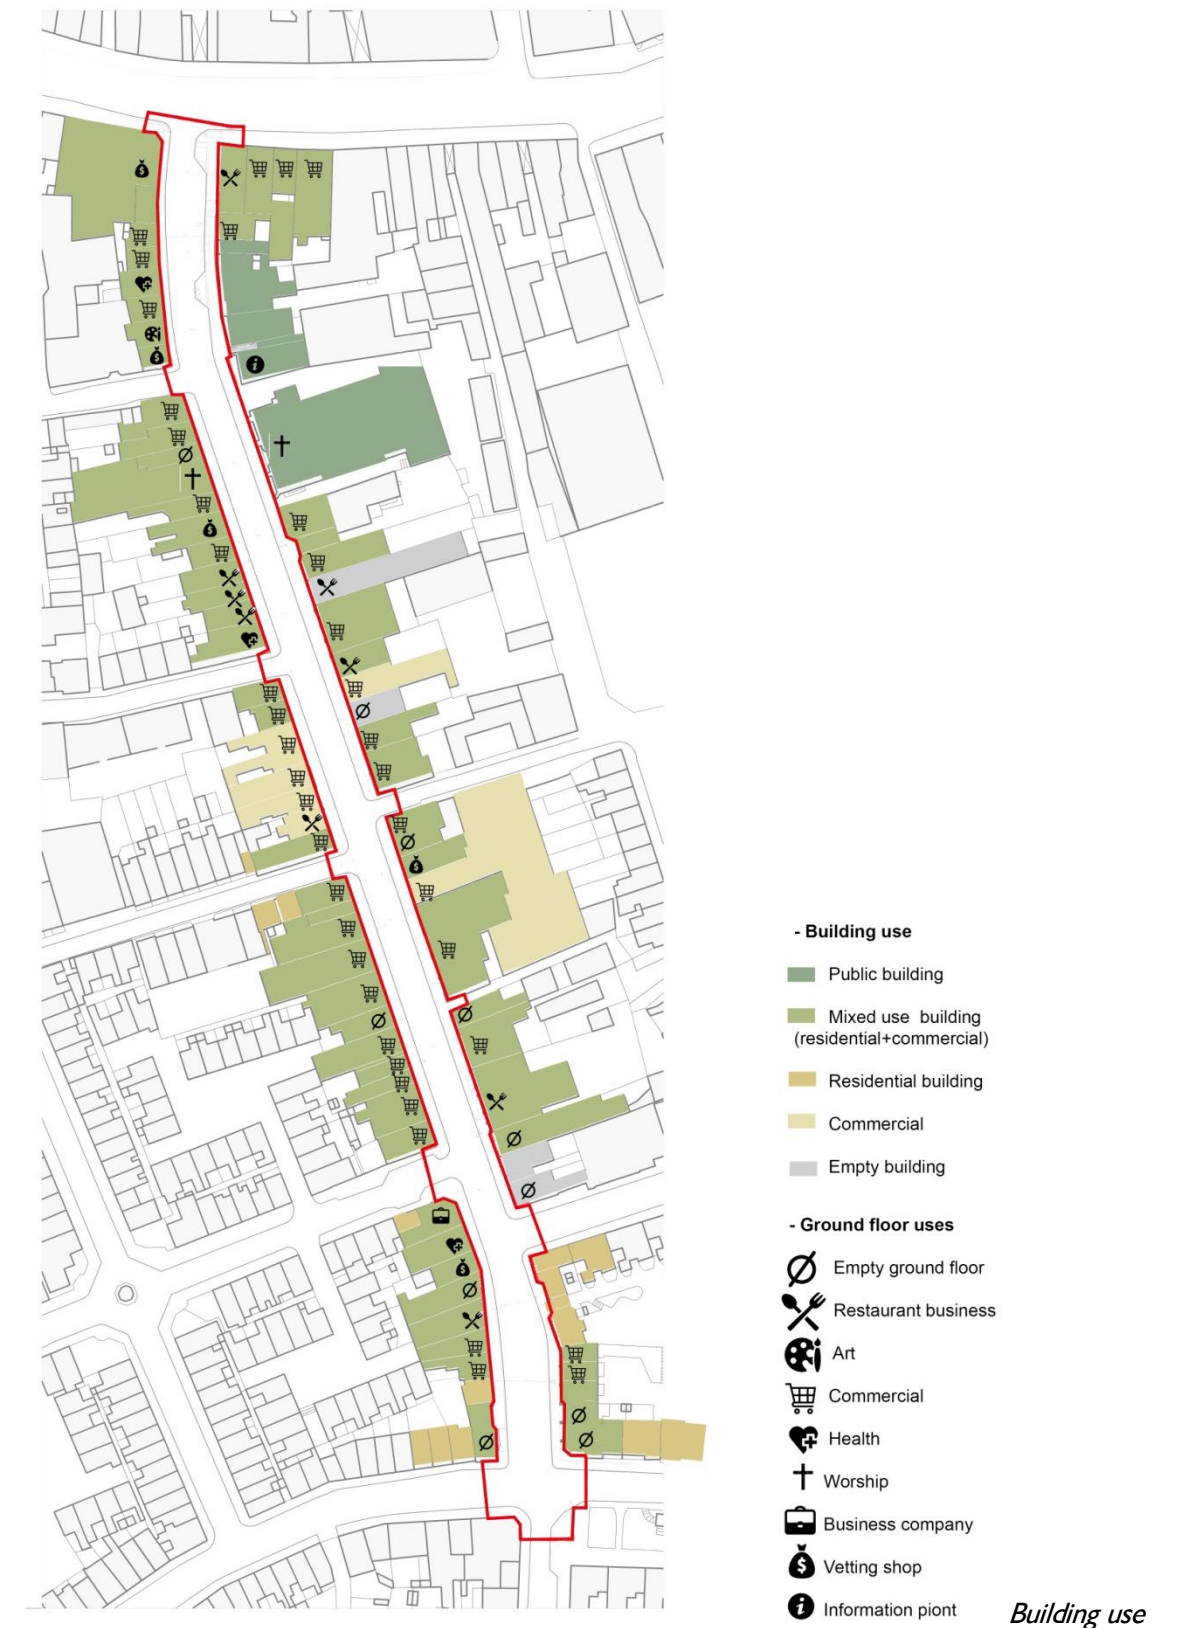 - Building use
Public building
Mixed use building
(residential+commercial)
Residential building
Commercial
Empty building
- Ground floor uses
Empty ground floor
Restaurant business
Art
Commercial
Health
Worship
Business company
Vetting shop
Information piont
Building use